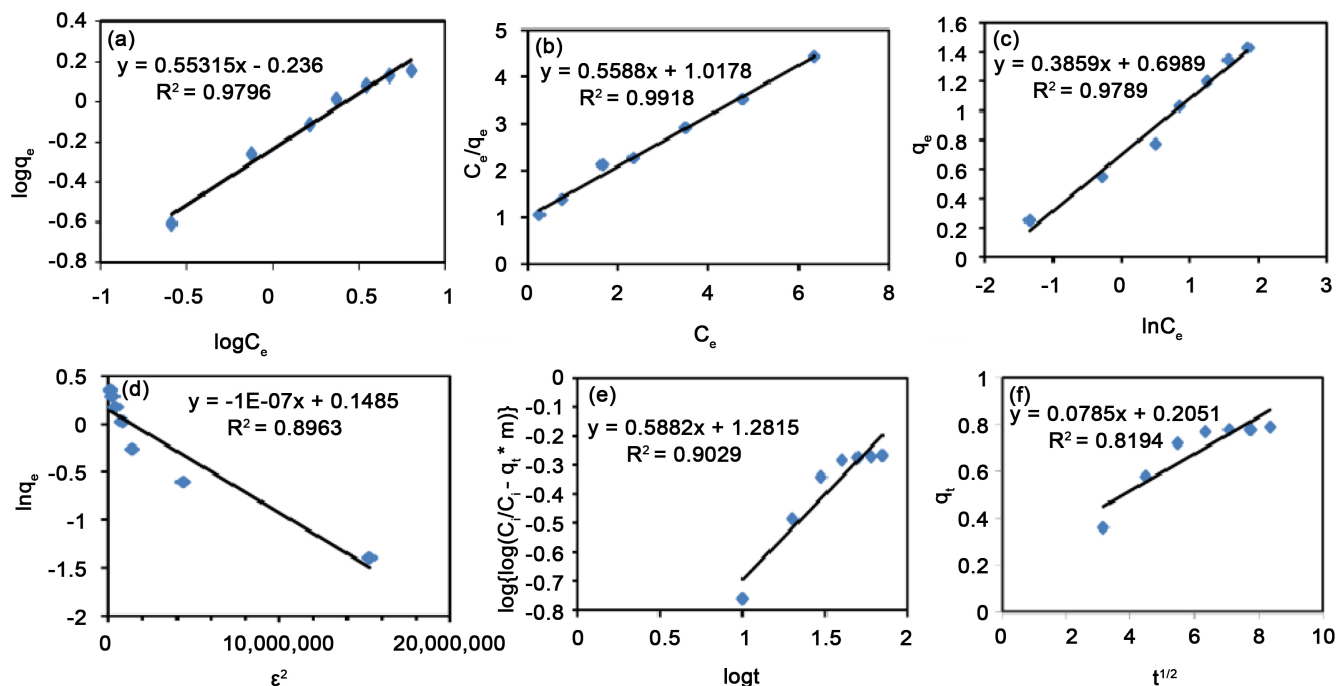 (a)
y = 0.55315x - 0.236
R² = 0.9796
0.4
0.2
0
-0.2
-0.4
-0.6
-0.8
-1
-0.5
0
0.5
1
logqₑ
logCₑ
(b)
y = 0.5588x + 1.0178
R² = 0.9918
5
4
3
2
1
0
0
2
4
6
8
Cₑ/qₑ
Cₑ
(c)
y = 0.3859x + 0.6989
R² = 0.9789
1.6
1.4
1.2
1.0
0.8
0.6
0.4
0.2
0
-2
-1
0
1
2
3
qₑ
lnCₑ
(d)
y = -1E-07x + 0.1485
R² = 0.8963
0.5
0
-0.5
-1
-1.5
-2
0
10,000,000
20,000,000
lnqₑ
ε²
(e)
y = 0.5882x + 1.2815
R² = 0.9029
0
-0.1
-0.2
-0.3
-0.4
-0.5
-0.6
-0.7
-0.8
0
0.5
1
1.5
2
log{log(Cᵢ/Cᵢ - qₜ * m)}
logt
(f)
y = 0.0785x + 0.2051
R² = 0.8194
1
0.8
0.6
0.4
0.2
0
0
2
4
6
8
10
qₜ
t¹/²